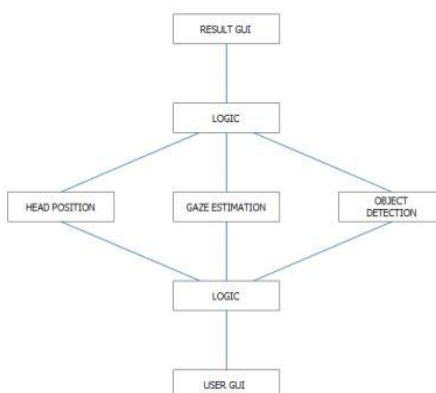 RESULT GUI
LOGIC
HEAD POSITION
GAZE ESTIMATION
OBJECT
DETECTION
LOGIC
USER GUI